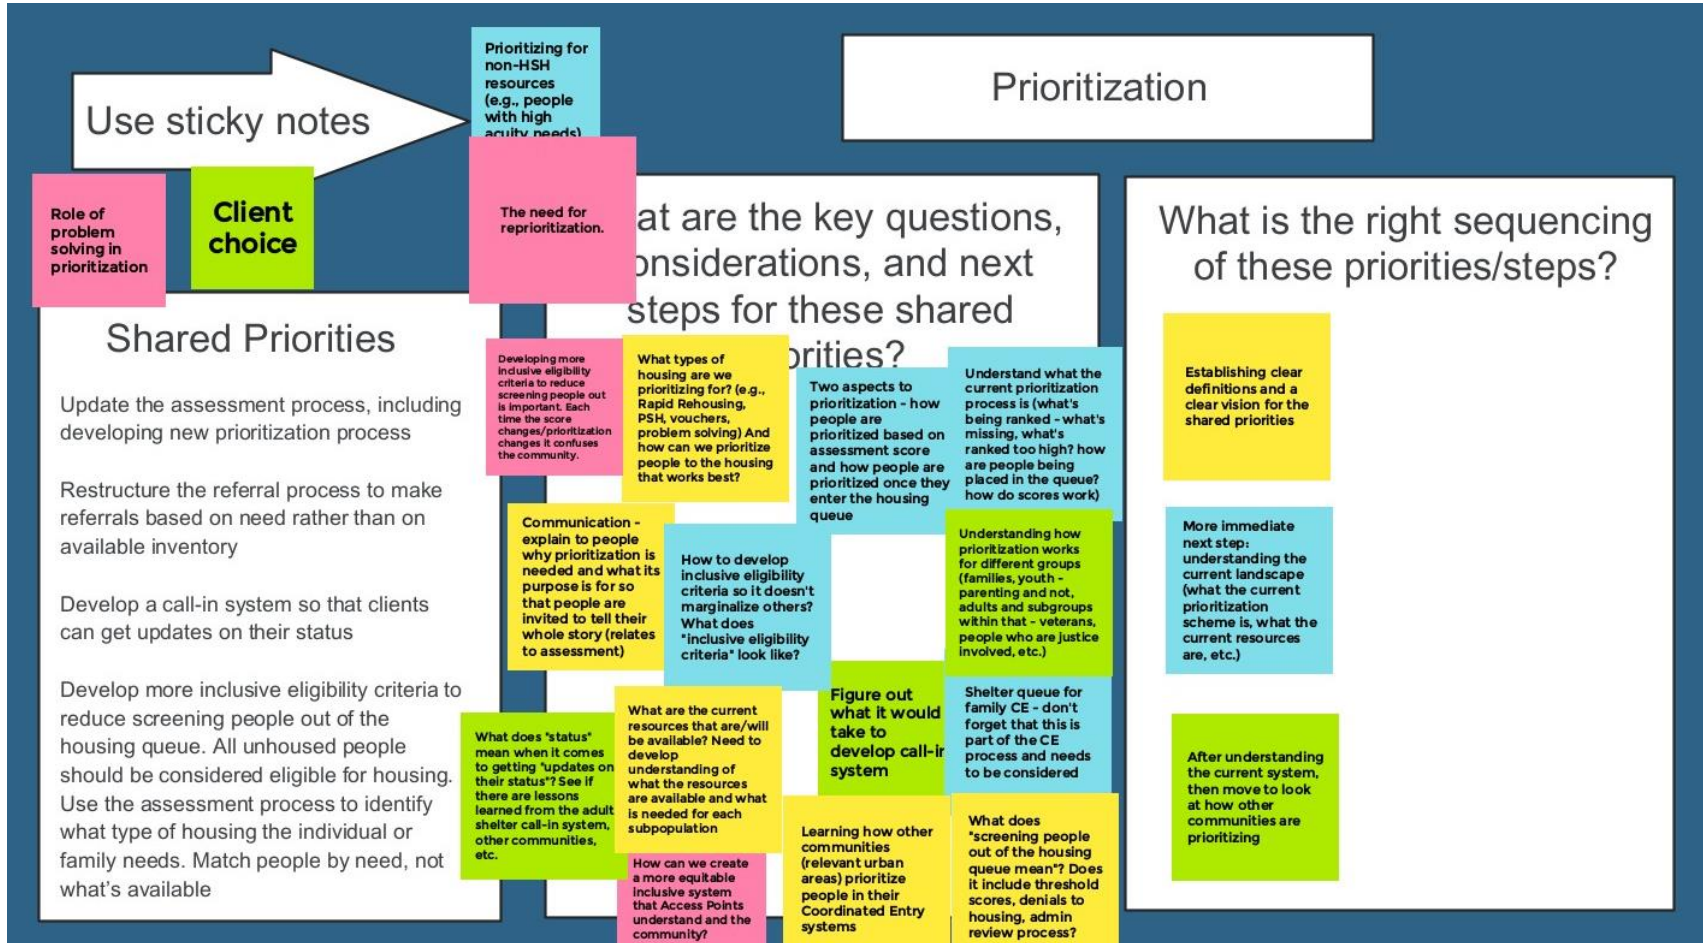 Use sticky notes
Prioritizing for
non-HSH
resources
(e.g., people
with high
acuity needs)
Prioritization
Role of
problem
solving in
prioritization
Client
choice
The need for
reprioritization.
Shared Priorities
Update the assessment process, including
developing new prioritization process
Restructure the referral process to make
referrals based on need rather than on
available inventory
Develop a call-in system so that clients
can get updates on their status
Develop more inclusive eligibility criteria to
reduce screening people out of the
housing queue. All unhoused people
should be considered eligible for housing.
Use the assessment process to identify
what type of housing the individual or
family needs. Match people by need, not
what's available
at are the key questions,
onsiderations, and next
steps for these shared
orities?
Developing more
inclusive eligibility
criteria to reduce
screening people out
is important. Each
time the score
changes/prioritization
changes it confuses
the community.
What types of
housing are we
prioritizing for? (e.g.,
Rapid Rehousing,
PSH, vouchers,
problem solving) And
how can we prioritize
people to the housing
that works best?
Two aspects to
prioritization - how
people are
prioritized based on
assessment score
and how people are
prioritized once they
enter the housing
queue
Understand what the
current prioritization
process is (what's
being ranked - what's
missing, what's
ranked too high? how
are people being
placed in the queue?
how do scores work)
Communication -
explain to people
why prioritization is
needed and what its
purpose is for so
that people are
invited to tell their
whole story (relates
to assessment)
How to develop
inclusive eligibility
criteria so it doesn't
marginalize others?
What does
"inclusive eligibility
criteria" look like?
Understanding how
prioritization works
for different groups
(families, youth -
parenting and not,
adults and subgroups
within that - veterans,
people who are justice
involved, etc.)
What does "status"
mean when it comes
to getting "updates on
their status"? See if
there are lessons
learned from the adult
shelter call-in system,
other communities,
etc.
What are the current
resources that are/will
be available? Need to
develop
understanding of
what the resources
are available and what
is needed for each
subpopulation
Figure out
what it would
take to
develop call-in
system
Shelter queue for
family CE - don't
forget that this is
part of the CE
process and needs
to be considered
How can we create
a more equitable
inclusive system
that Access Points
understand and the
community?
Learning how other
communities
(relevant urban
areas) prioritize
people in their
Coordinated Entry
systems
What does
"screening people
out of the housing
queue mean"? Does
it include threshold
scores, denials to
housing, admin
review process?
What is the right sequencing
of these priorities/steps?
Establishing clear
definitions and a
clear vision for the
shared priorities
More immediate
next step:
understanding the
current landscape
(what the current
prioritization
scheme is, what the
current resources
are, etc.)
After understanding
the current system,
then move to look
at how other
communities are
prioritizing